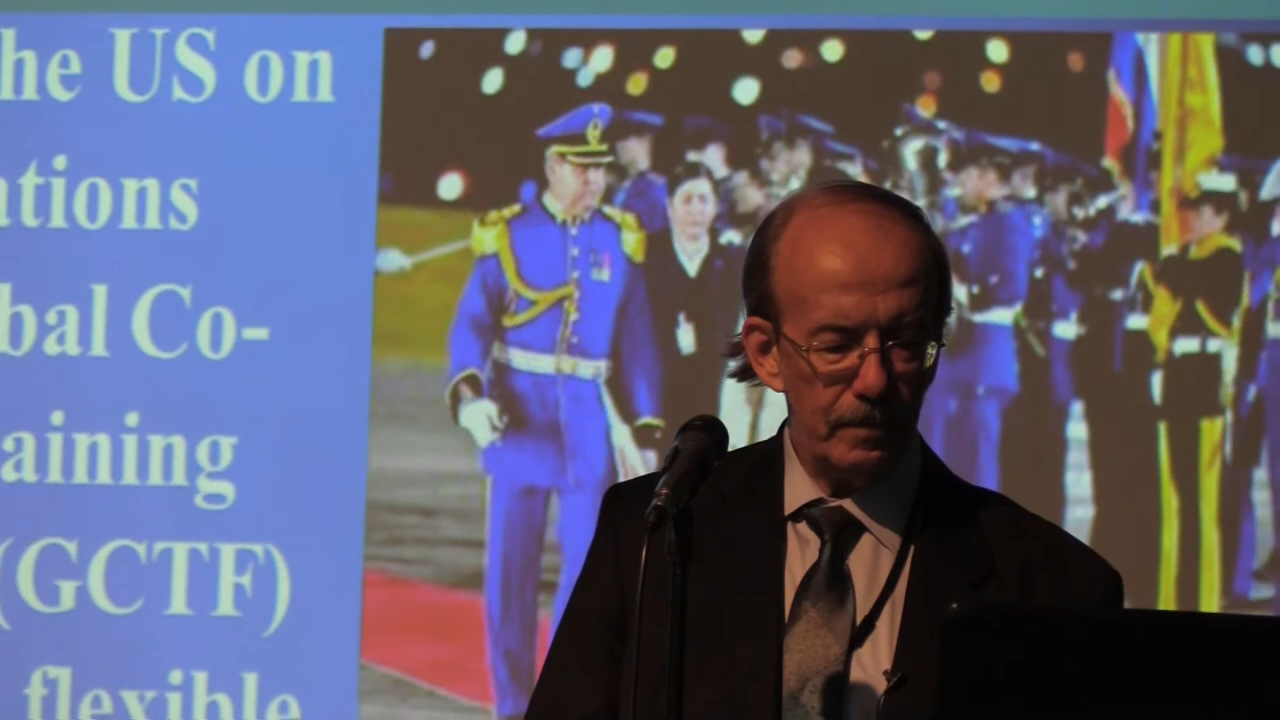 he US on
ations
bal Co-
aining
(GCTF)
flexible